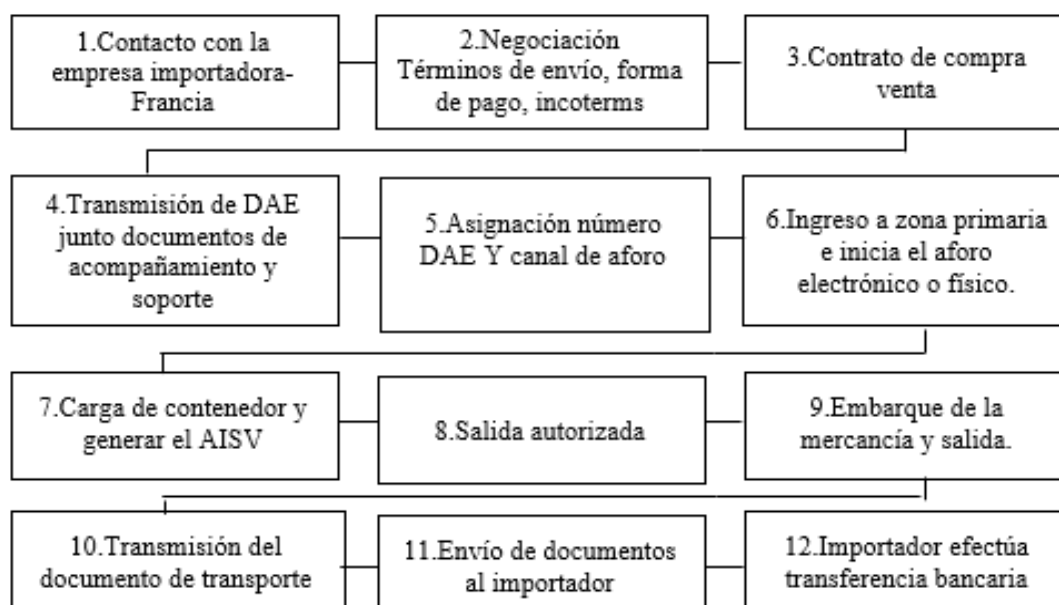 1.Contacto con la
empresa importadora-
Francia
2.Negociación
Términos de envío, forma
de pago, incoterms
3.Contrato de compra
venta
4.Transmisión de DAE
junto documentos de
acompañamiento y
soporte
5.Asignación número
DAE Y canal de aforo
6.Ingreso a zona primaria
e inicia el aforo
electrónico o físico.
7.Carga de contenedor y
generar el AISV
8.Salida autorizada
9.Embarque de la
mercancía y salida.
10.Transmisión del
documento de transporte
11.Envío de documentos
al importador
12.Importador efectúa
transferencia bancaria